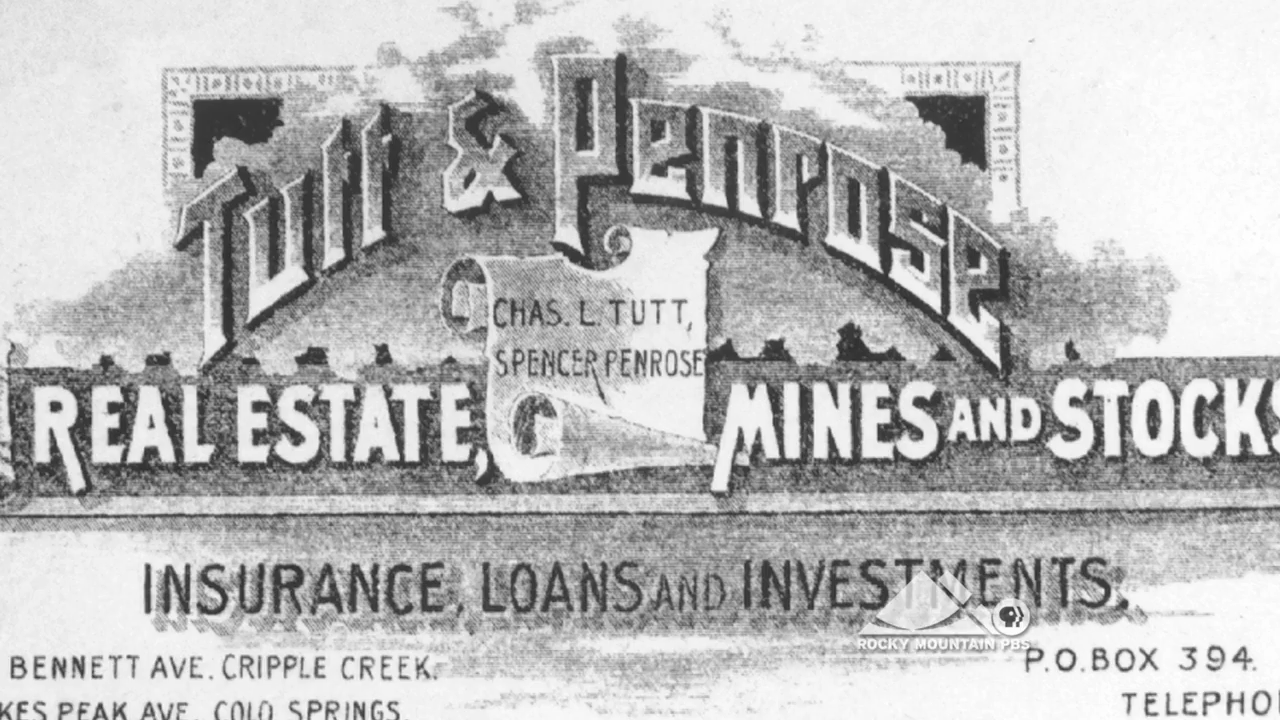 Tutt & Penrose
CHAS. L. TUTT,
SPENCER PENROSE
REAL ESTATE, MINES AND STOCKS
INSURANCE, LOANS AND INVESTMENTS.
ROCKY MOUNTAIN PBS
BENNETT AVE. CRIPPLE CREEK.
P.O. BOX 394.
KES PEAK AVE. COLO SPRINGS.
TELEPHO